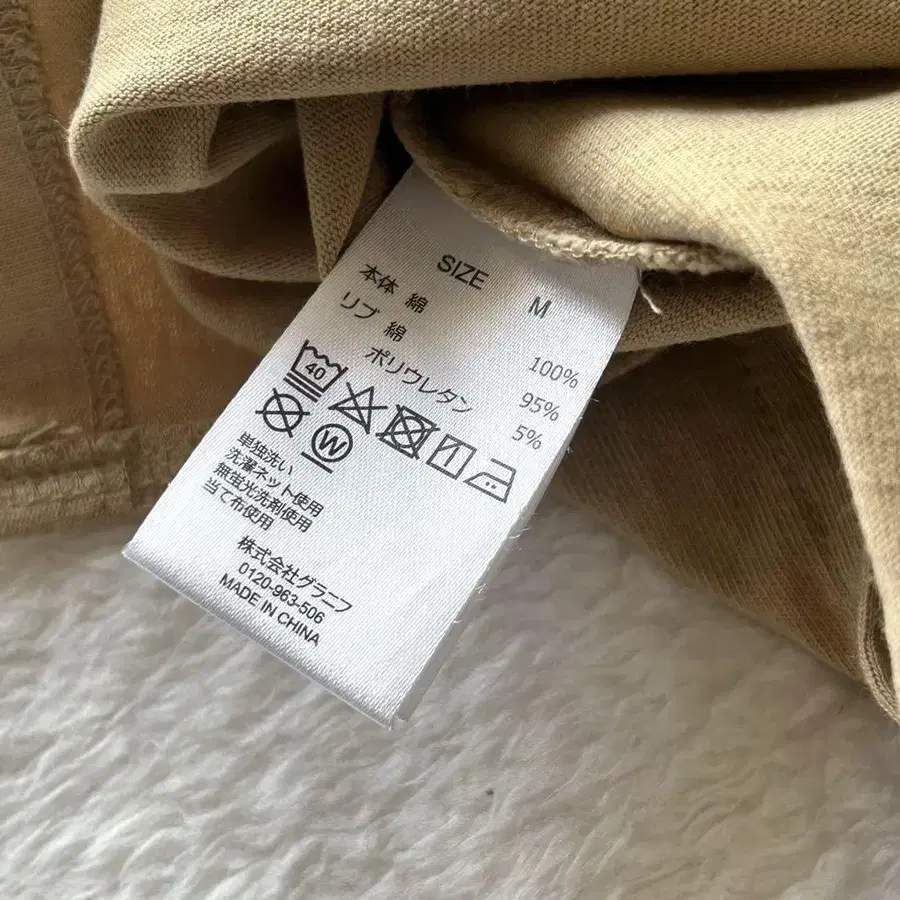 SIZE M
本体 綿 100%
リブ 綿 95%
ポリウレタン 5%
40
W
単独洗い
洗濯ネット使用
無蛍光洗剤使用
当て布使用
株式会社グラニフ
0120-963-506
MADE IN CHINA